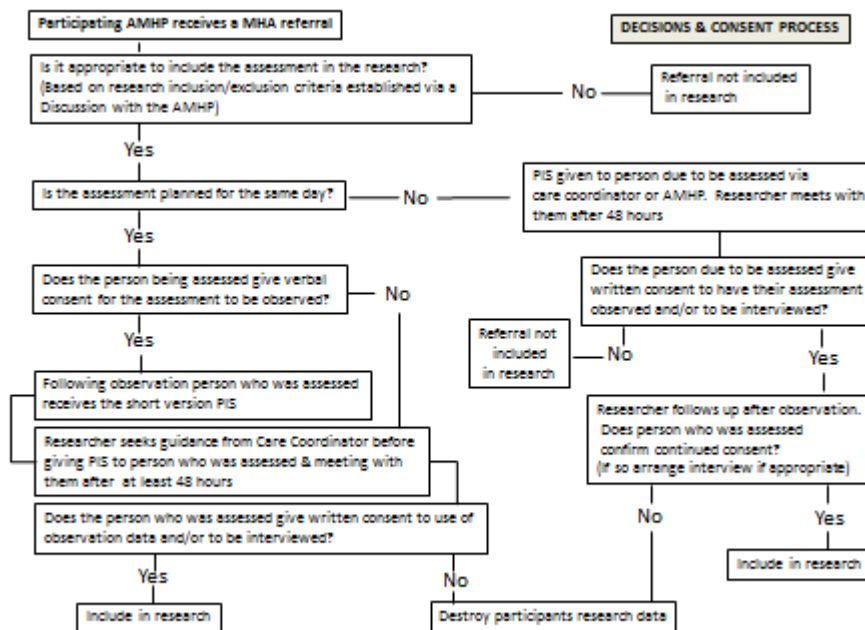 Participating AMHP receives a MHA referral
DECISIONS & CONSENT PROCESS
Is it appropriate to include the assessment in the research?
(Based on research inclusion/exclusion criteria established via a
Discussion with the AMHP)
No
Referral not included
in research
Yes
Is the assessment planned for the same day?
No
PIS given to person due to be assessed via
care coordinator or AMHP. Researcher meets with
them after 48 hours
Yes
Does the person being assessed give verbal
consent for the assessment to be observed?
No
Does the person due to be assessed give
written consent to have their assessment
observed and/or to be interviewed?
Yes
Referral not
included
in research
No
Yes
Following observation person who was assessed
receives the short version PIS
Researcher follows up after observation.
Does person who was assessed
confirm continued consent?
(If so arrange interview if appropriate)
Researcher seeks guidance from Care Coordinator before
giving PIS to person who was assessed & meeting with
them after at least 48 hours
Does the person who was assessed give written consent to use of
observation data and/or to be interviewed?
No
Yes
Include in research
Yes
No
Include in research
Destroy participants research data